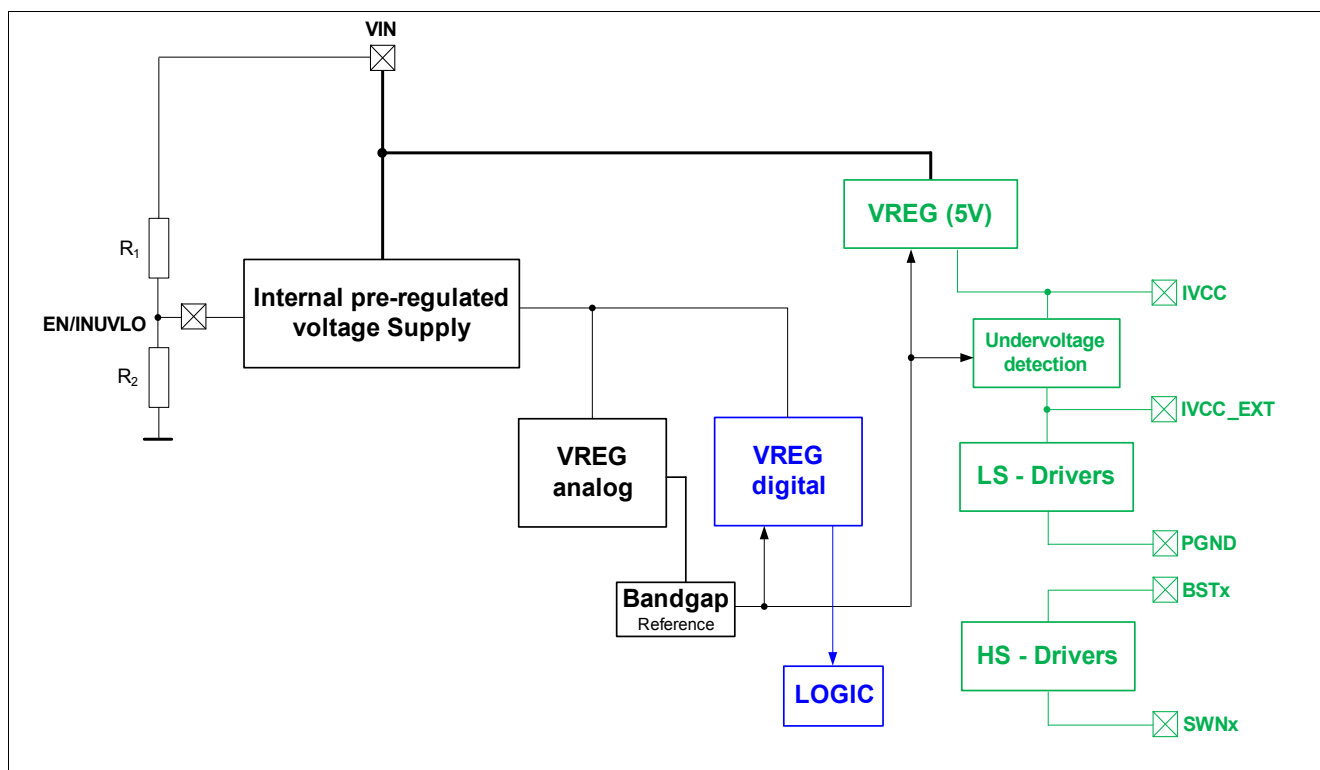 VIN
VREG (5V)
R1
Internal pre-regulated
voltage Supply
IVCC
EN/INUVLO
Undervoltage
detection
R2
IVCC_EXT
VREG
analog
VREG
digital
LS - Drivers
PGND
Bandgap
Reference
BSTx
HS - Drivers
LOGIC
SWNx